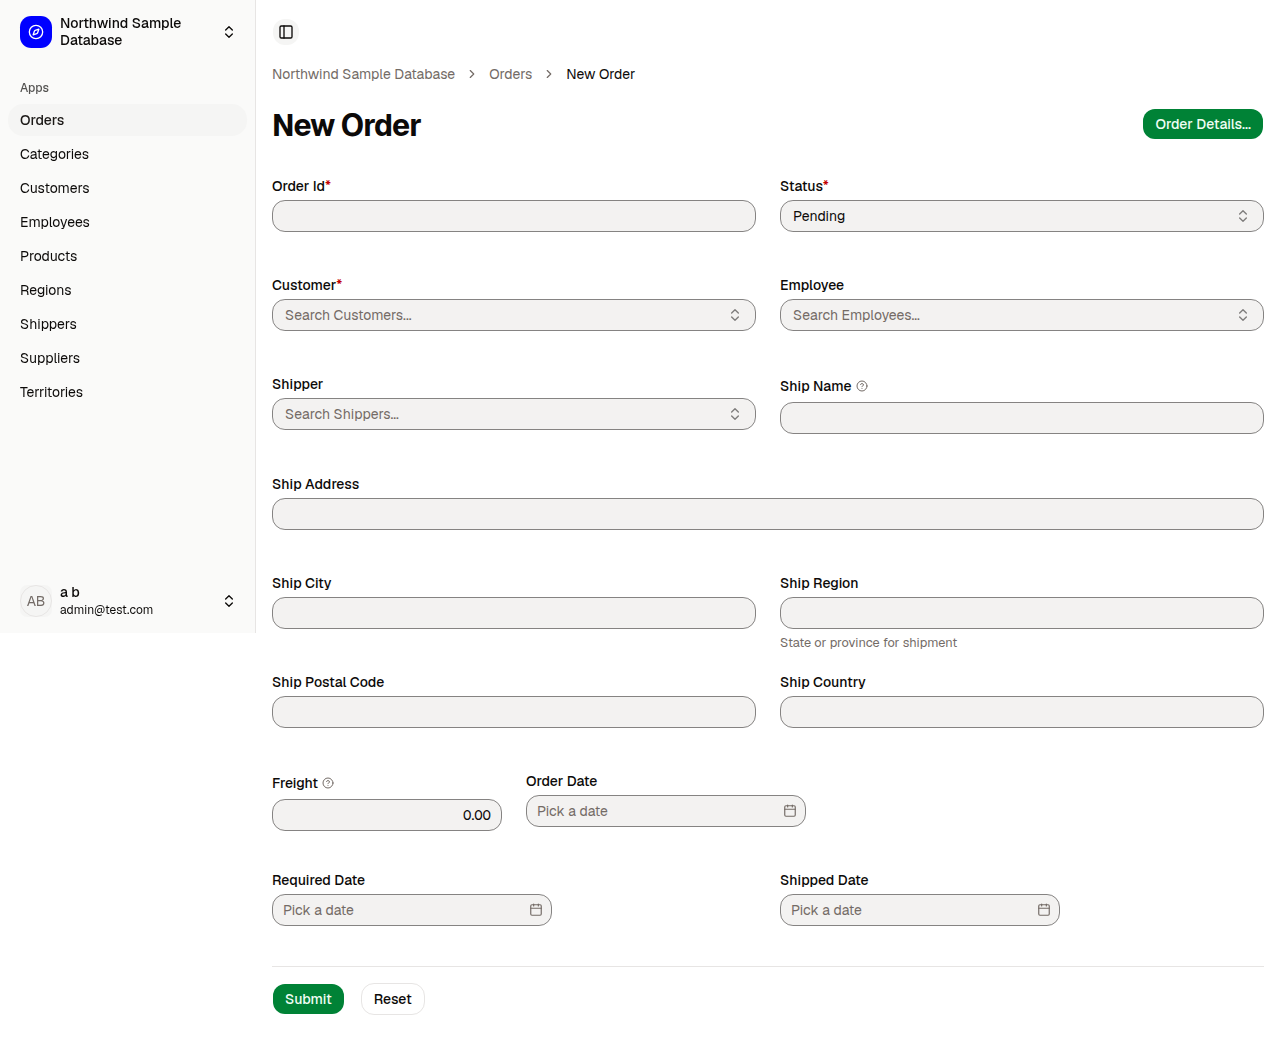 Northwind Sample
Database
Apps
Orders
Categories
Customers
Employees
Products
Regions
Shippers
Suppliers
Territories
AB
a b
admin@test.com
Northwind Sample Database > Orders > New Order
New Order
Order Details...
Order Id*
Status*
Pending
Customer*
Employee
Search Customers...
Search Employees...
Shipper
Ship Name
Search Shippers...
Ship Address
Ship City
Ship Region
State or province for shipment
Ship Postal Code
Ship Country
Freight
Order Date
0.00
Pick a date
Required Date
Shipped Date
Pick a date
Pick a date
Submit
Reset